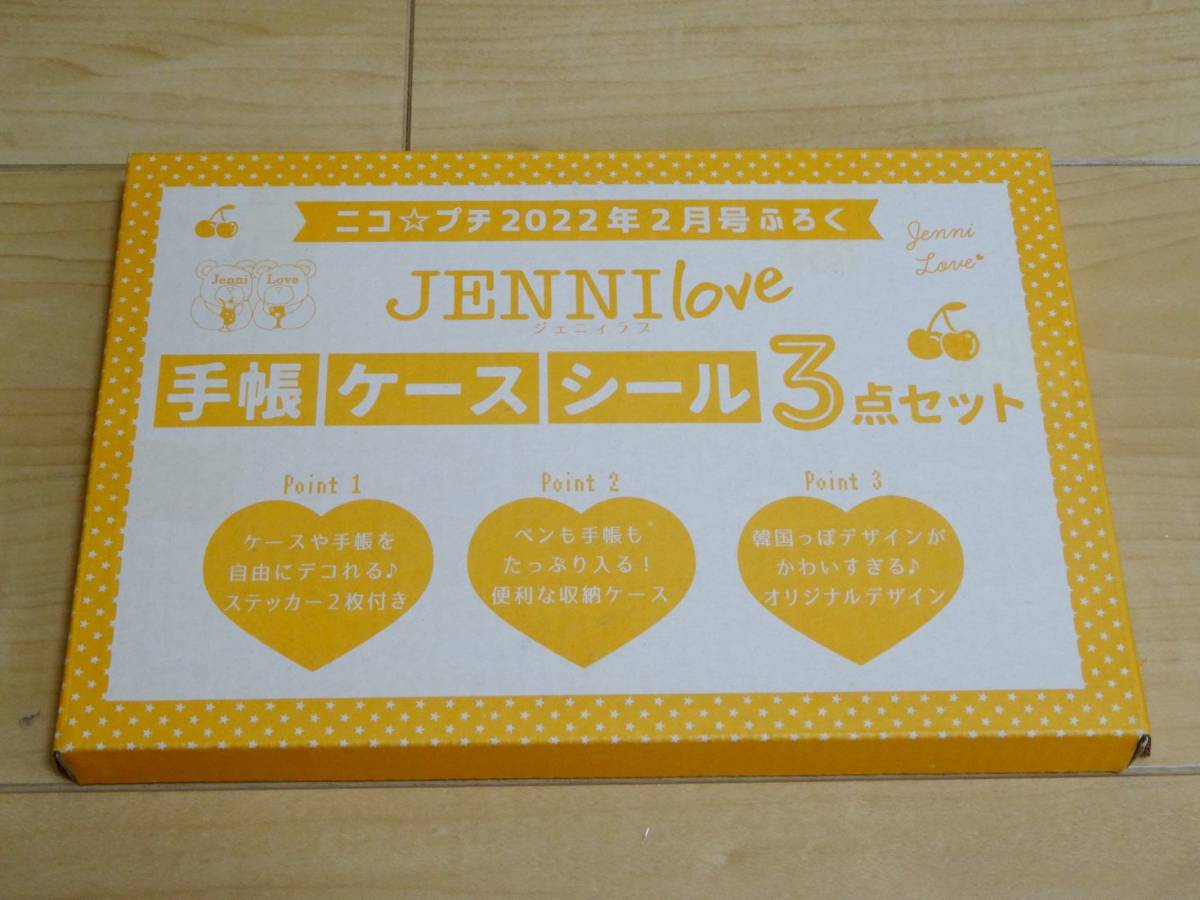 ニコ☆プチ2022年2月号ふろく
Jenni
Love
Jenni Love
JENNI love
ジェニィラブ
手帳 ケース シール 3点セット
Point 1
ケースや手帳を
自由にデコれる♪
ステッカー2枚付き
Point 2
ペンも手帳も
たっぷり入る！
便利な収納ケース
Point 3
韓国っぽデザインが
かわいすぎる♪
オリジナルデザイン